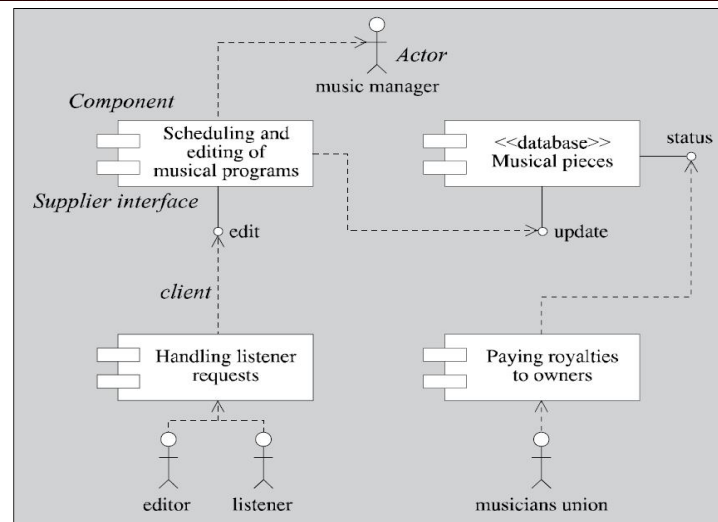 Actor
music manager
Component
Scheduling and
editing of
musical programs
<<database>>
Musical pieces
status
Supplier interface
edit
update
client
Handling listener
requests
Paying royalties
to owners
editor
listener
musicians union